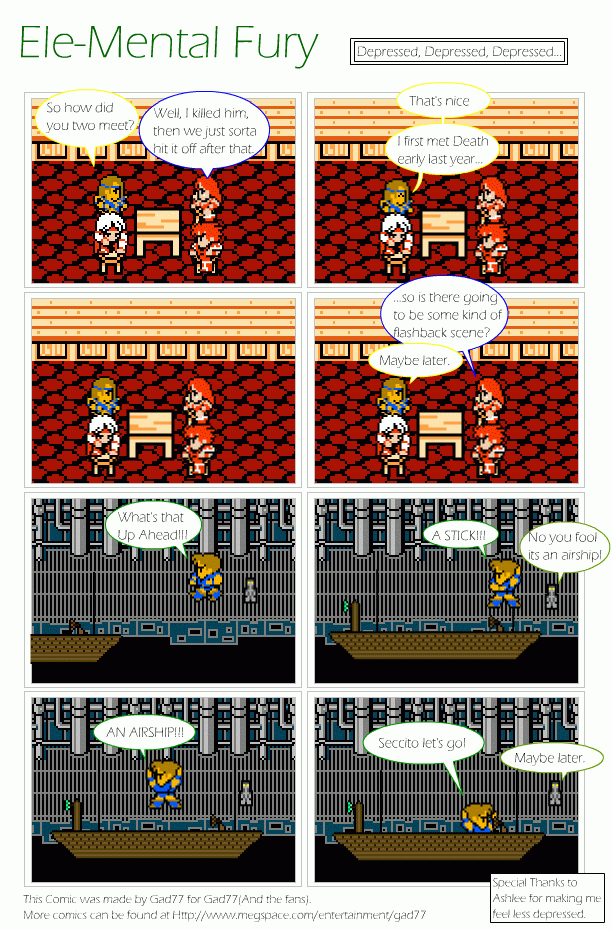 Ele-Mental Fury
Depressed, Depressed, Depressed...
So how did
you two meet?
Well, I killed him,
then we just sorta
hit it off after that.
That's nice
I first met Death
early last year...
...so is there going
to be some kind of
flashback scene?
Maybe later.
What's that
Up Ahead!!!
A STICK!!!
No you fool
its an airship!
AN AIRSHIP!!!
Seccito let's go!
Maybe later.
This Comic was made by Gad77 for Gad77(And the fans).
More comics can be found at Http://www.megspace.com/entertainment/gad77
Special Thanks to
Ashlee for making me
feel less depressed.